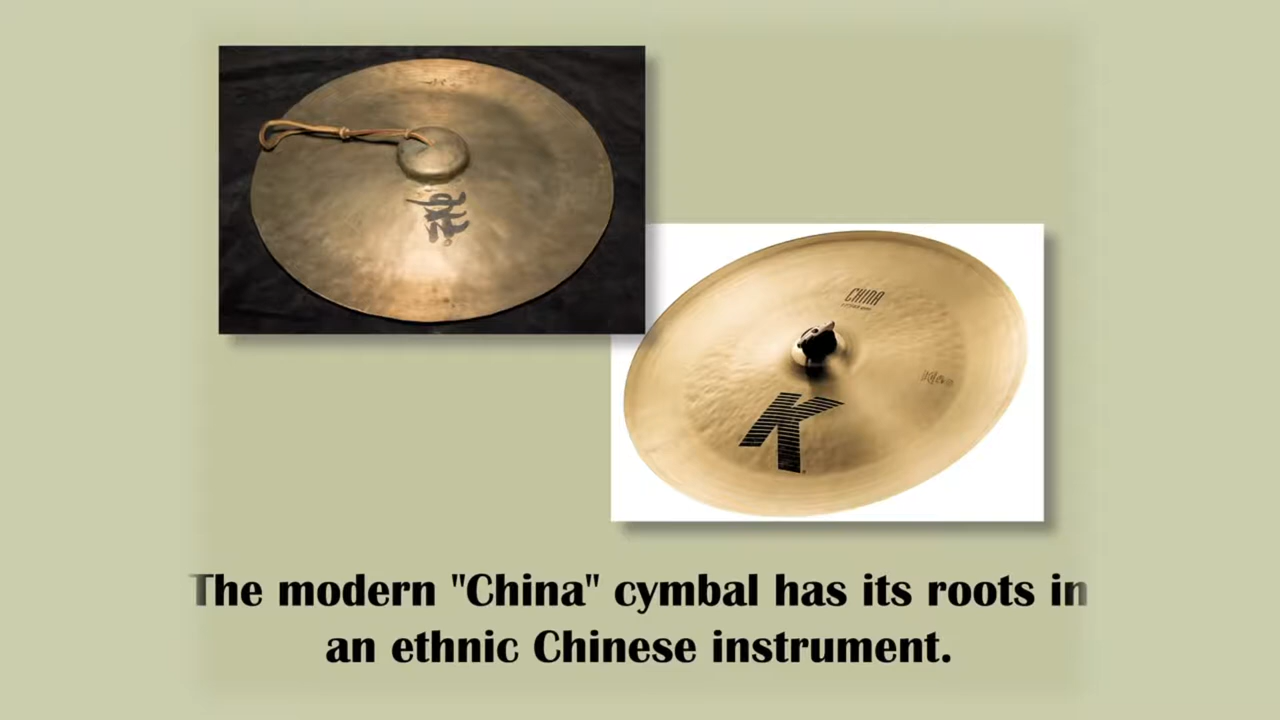 CHINA
K
The modern "China" cymbal has its roots in
an ethnic Chinese instrument.